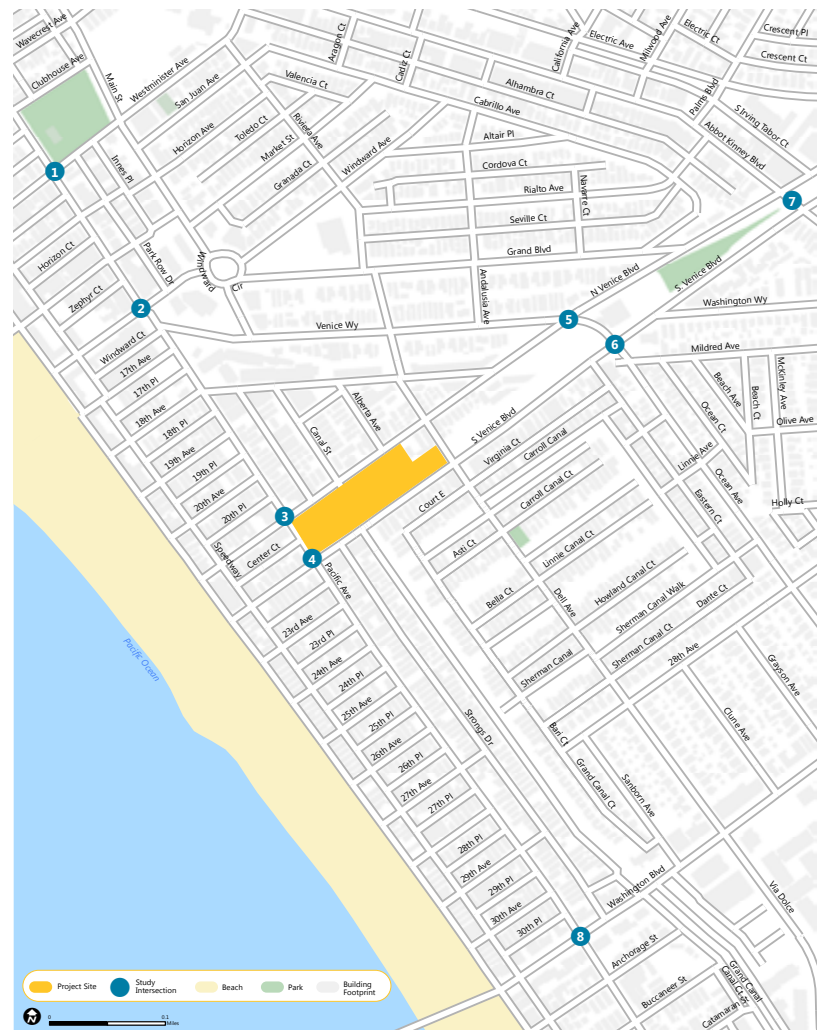 Wavecrest Ave
Clubhouse Ave
Main St
Westminister Ave
San Juan Ave
Aragon Ct
Cadiz Ct
Valencia Ct
California Ave
Electric Ave
Milwood Ave
Electric Ct
Crescent Pl
Crescent Ct
Alhambra Ct
Cabrillo Ave
Palms Blvd
S Irving Tabor Ct
Abbot Kinney Blvd
Horizon Ave
Toledo Ct
Market St
Granada Ct
Riviera Ave
Windward Ave
Altair Pl
Cordova Ct
Rialto Ave
Navarre Ct
Seville Ct
Grand Blvd
1
Innes Pl
7
Horizon Ct
Park Row Dr
Windward
Cir
Zephyr Ct
2
Andalusia Ave
N Venice Blvd
S. Venice Blvd
Washington Wy
Venice Wy
5
6
Mildred Ave
Windward Ct
17th Ave
17th Pl
18th Ave
18th Pl
19th Ave
19th Pl
20th Ave
20th Pl
Speedway
Center Ct
Canal St
Alberta Ave
S Venice Blvd
Virginia Ct
Carroll Canal
Carroll Canal Ct
Court E
Beach Ave
Beach Ct
McKinley Ave
Olive Ave
Ocean Ct
Linnie Ave
Ocean Ave
Eastern Ct
Holly Ct
3
4
Pacific Ave
Asti Ct
Linnie Canal Ct
Bella Ct
Dell Ave
Howland Canal Ct
Sherman Canal Walk
Dante Ct
Sherman Canal Ct
Sherman Canal
28th Ave
Grayson Ave
Clune Ave
Pacific Ocean
23rd Ave
23rd Pl
24th Ave
24th Pl
25th Ave
25th Pl
26th Ave
26th Pl
27th Ave
27th Pl
28th Pl
29th Ave
29th Pl
30th Ave
30th Pl
Strongs Dr
Bari Ct
Grand Canal Ct
Sanborn Ave
Washington Blvd
Via Dolce
8
Anchorage St
Buccaneer St
Grand Canal
Canal Ct
Catamaran
Project Site
Study
Intersection
Beach
Park
Building
Footprint
N
0
0.1
Miles